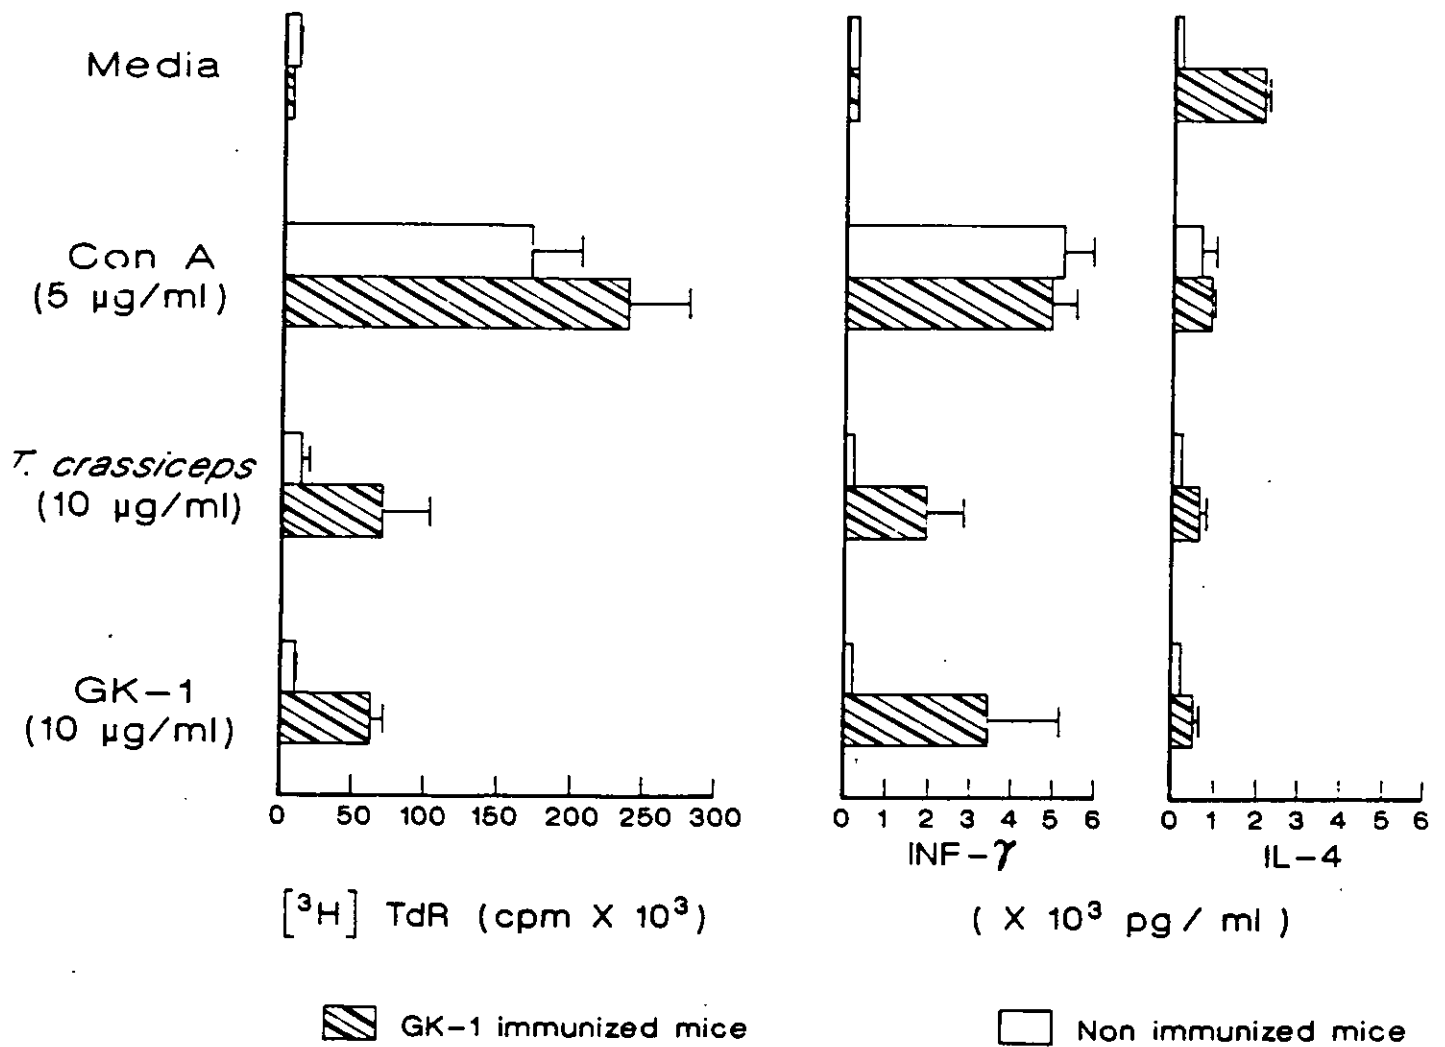 Media
Con A
(5 µg/ml)
T. crassiceps
(10 µg/ml)
GK-1
(10 µg/ml)
0 50 100 150 200 250 300
0 1 2 3 4 5 6
0 1 2 3 4 5 6
INF-γ
IL-4
[³H] TdR (cpm X 10³)
( X 10³ pg / ml )
GK-1 immunized mice
Non immunized mice